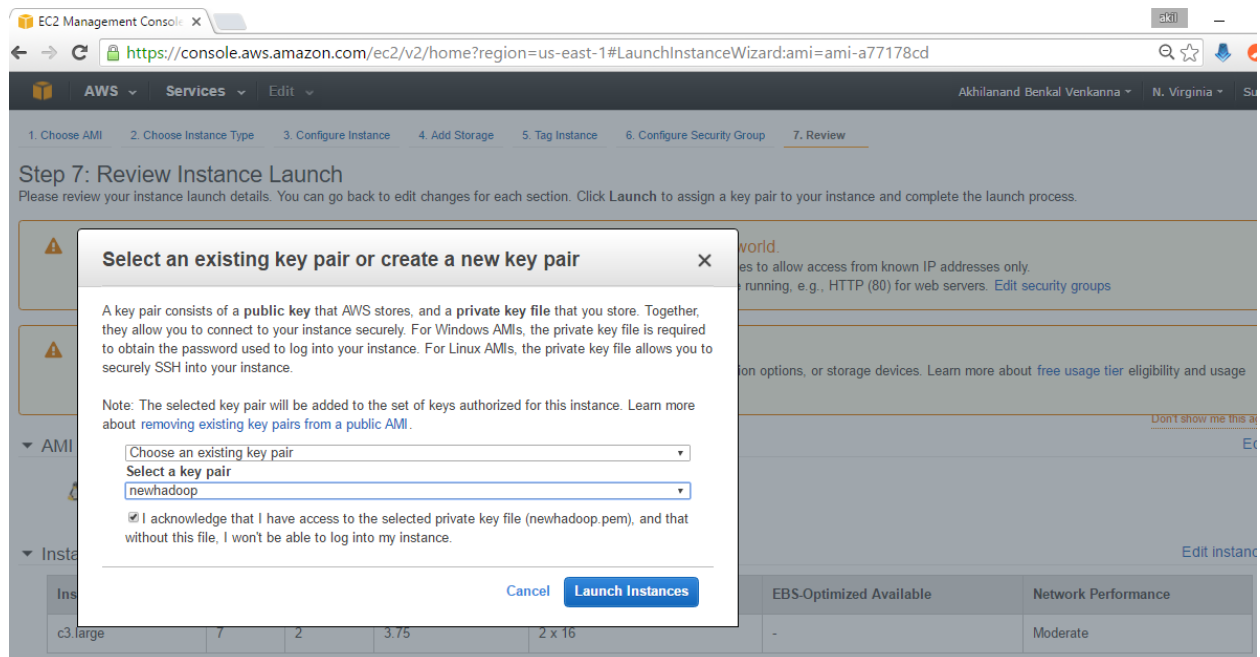 EC2 Management Console
akil
https://console.aws.amazon.com/ec2/v2/home?region=us-east-1#LaunchInstanceWizard:ami=ami-a77178cd
AWS Services Edit Akhilanand Benkal Venkanna N. Virginia Su
1. Choose AMI 2. Choose Instance Type 3. Configure Instance 4. Add Storage 5. Tag Instance 6. Configure Security Group 7. Review
Step 7: Review Instance Launch
Please review your instance launch details. You can go back to edit changes for each section. Click Launch to assign a key pair to your instance and complete the launch process.
world.
es to allow access from known IP addresses only.
running, e.g., HTTP (80) for web servers. Edit security groups
Select an existing key pair or create a new key pair
A key pair consists of a public key that AWS stores, and a private key file that you store. Together,
they allow you to connect to your instance securely. For Windows AMIs, the private key file is required
to obtain the password used to log into your instance. For Linux AMIs, the private key file allows you to
securely SSH into your instance.
ion options, or storage devices. Learn more about free usage tier eligibility and usage
Note: The selected key pair will be added to the set of keys authorized for this instance. Learn more
about removing existing key pairs from a public AMI.
Don't show me this ag
AMI
Ed
Choose an existing key pair
Select a key pair
newhadoop
I acknowledge that I have access to the selected private key file (newhadoop.pem), and that
without this file, I won't be able to log into my instance.
Insta
Edit instanc
Cancel Launch Instances
Ins EBS-Optimized Available Network Performance
c3.large 7 2 3.75 2 x 16 - Moderate